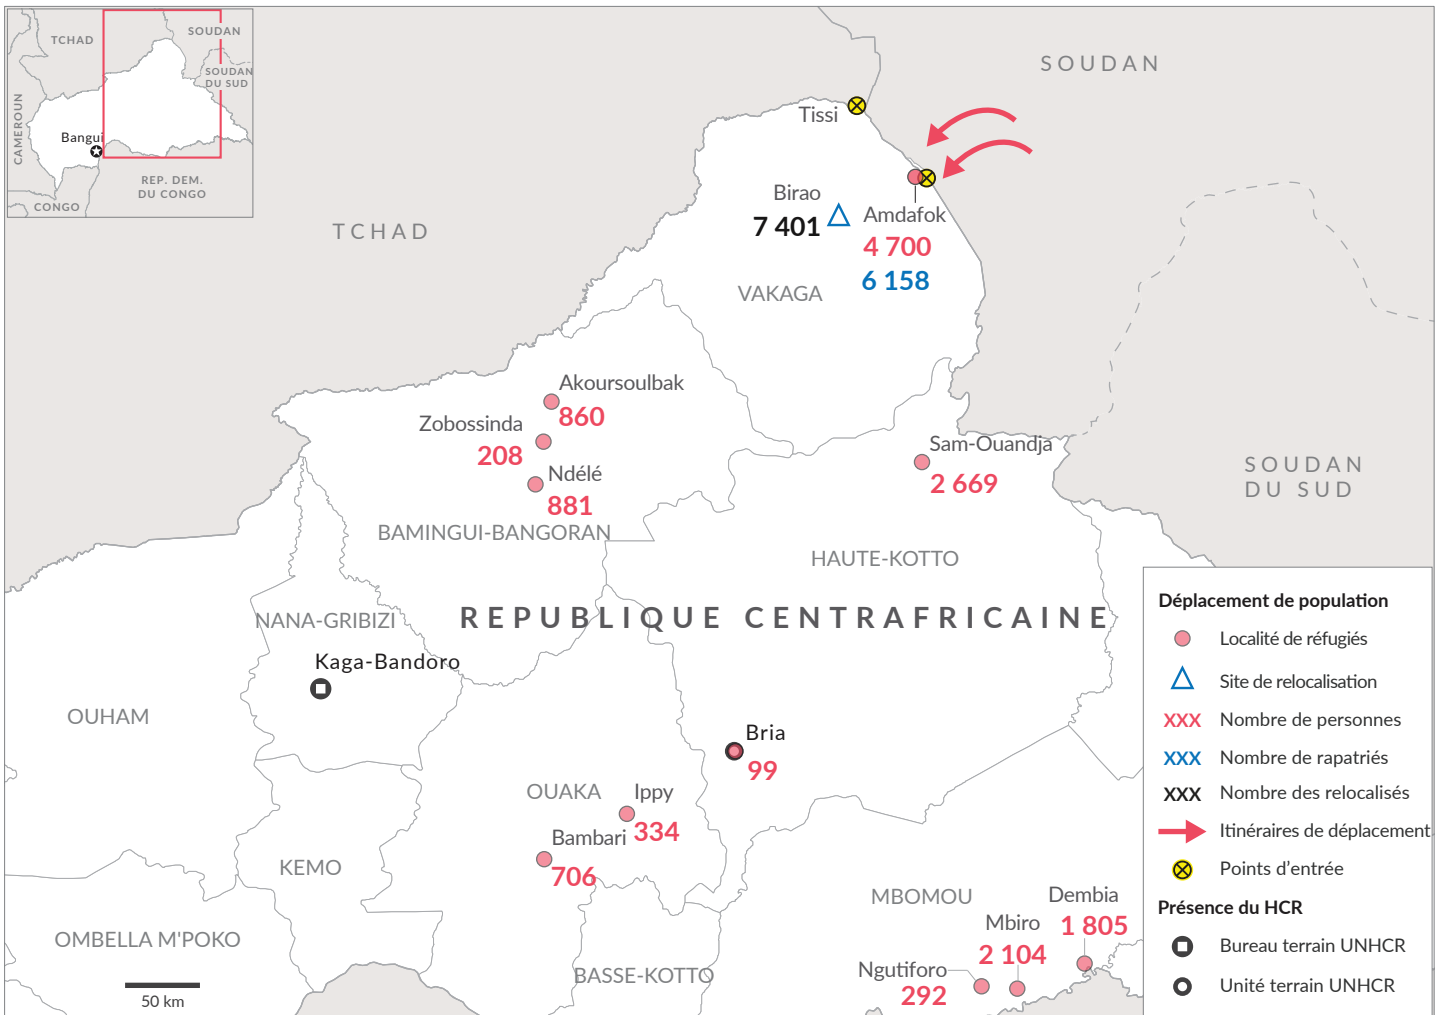 TCHAD
SOUDAN
SOUDAN
DU SUD
CAMEROUN
Bangui
REP. DEM.
DU CONGO
CONGO
SOUDAN
Tissi
TCHAD
Birao
7 401
Amdafok
4 700
6 158
VAKAGA
Akoursoulbak
860
Zobossinda
208
Ndélé
881
BAMINGUI-BANGORAN
Sam-Ouandja
2 669
SOUDAN
DU SUD
HAUTE-KOTTO
NANA-GRIBIZI
REPUBLIQUE CENTRAFRICAINE
Kaga-Bandoro
OUHAM
Bria
99
OUAKA
Ippy
334
Bambari
706
KEMO
MBOMOU
Dembia
1 805
Mbiro
2 104
Ngutiforo
292
OMBELLA M'POKO
BASSE-KOTTO
50 km
Déplacement de population
Localité de réfugiés
Site de relocalisation
XXX Nombre de personnes
XXX Nombre de rapatriés
XXX Nombre des relocalisés
Itinéraires de déplacement
Points d'entrée
Présence du HCR
Bureau terrain UNHCR
Unité terrain UNHCR